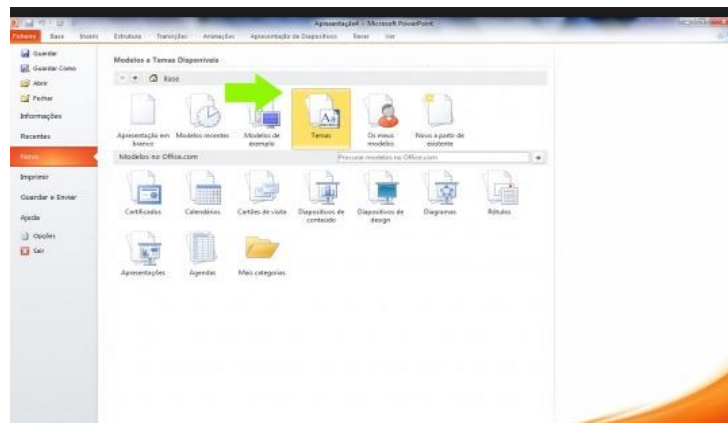 Apresentação4 - Microsoft PowerPoint
Ficheiro Base Inserir Estrutura Transições Animações Apresentação de Diapositivos Rever Ver
Guardar
Guardar Como
Abrir
Fechar
Informações
Recentes
Novo
Imprimir
Guardar e Enviar
Ajuda
Opções
Sair
Modelos e Temas Disponíveis
Base
Apresentação em branco
Modelos recentes
Modelos de exemplo
Aa
Temas
Os meus modelos
Novo a partir de existente
Modelos no Office.com
Procurar modelos no Office.com
Certificados
Calendários
Cartões de visita
Diapositivos de conteúdo
Diapositivos de design
Diagramas
Rótulos
Apresentações
Agendas
Mais categorias